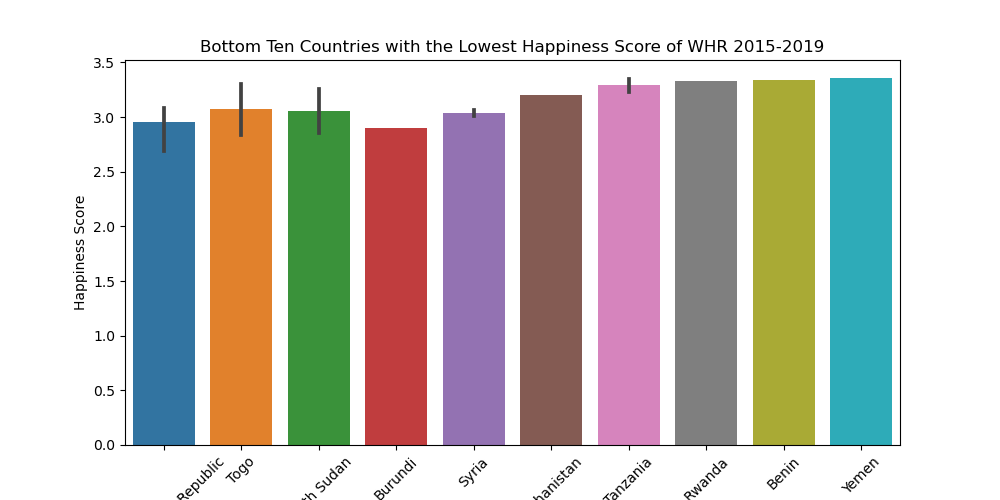 Bottom Ten Countries with the Lowest Happiness Score of WHR 2015-2019
3.5
3.0
2.5
2.0
1.5
1.0
0.5
0.0
Happiness Score
Republic
Togo
h Sudan
Burundi
Syria
hanistan
Tanzania
Rwanda
Benin
Yemen